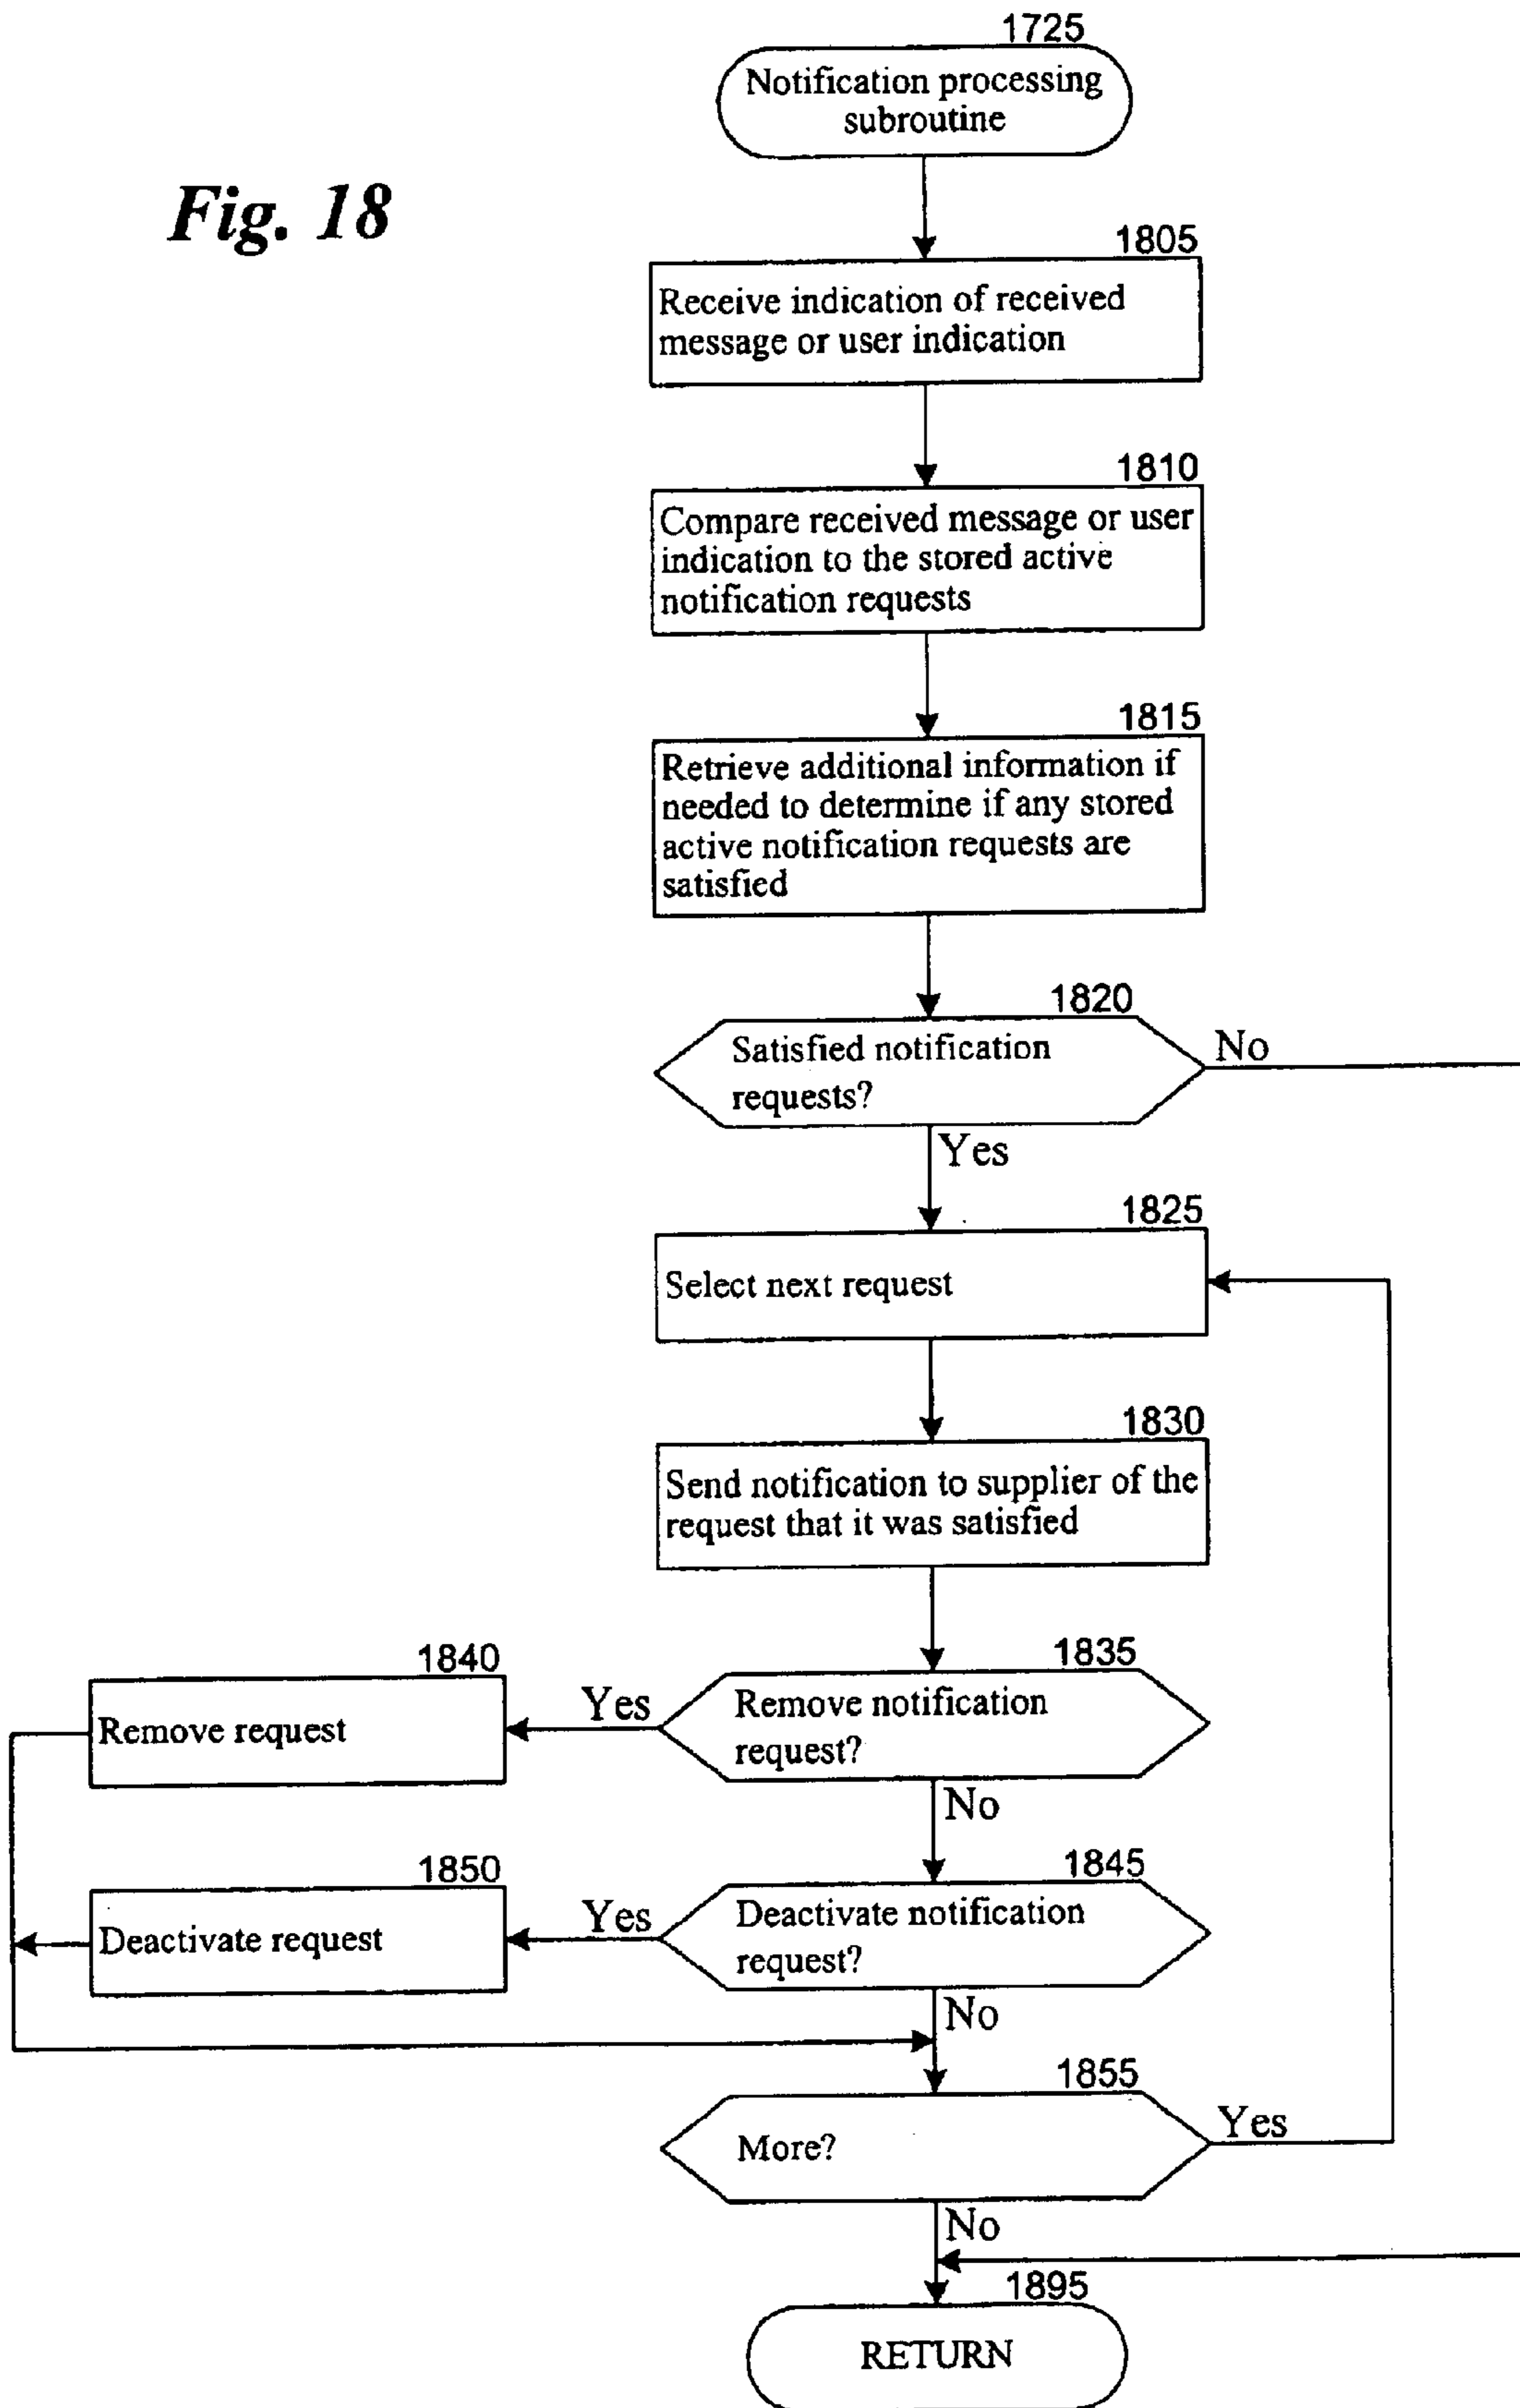 1725
Notification processing
subroutine
Fig. 18
1805
Receive indication of received
message or user indication
1810
Compare received message or user
indication to the stored active
notification requests
1815
Retrieve additional information if
needed to determine if any stored
active notification requests are
satisfied
1820
Satisfied notification
requests?
No
Yes
1825
Select next request
1830
Send notification to supplier of the
request that it was satisfied
1835
Remove notification
request?
Yes
1840
Remove request
No
1845
Deactivate notification
request?
Yes
1850
Deactivate request
No
1855
More?
Yes
No
1895
RETURN